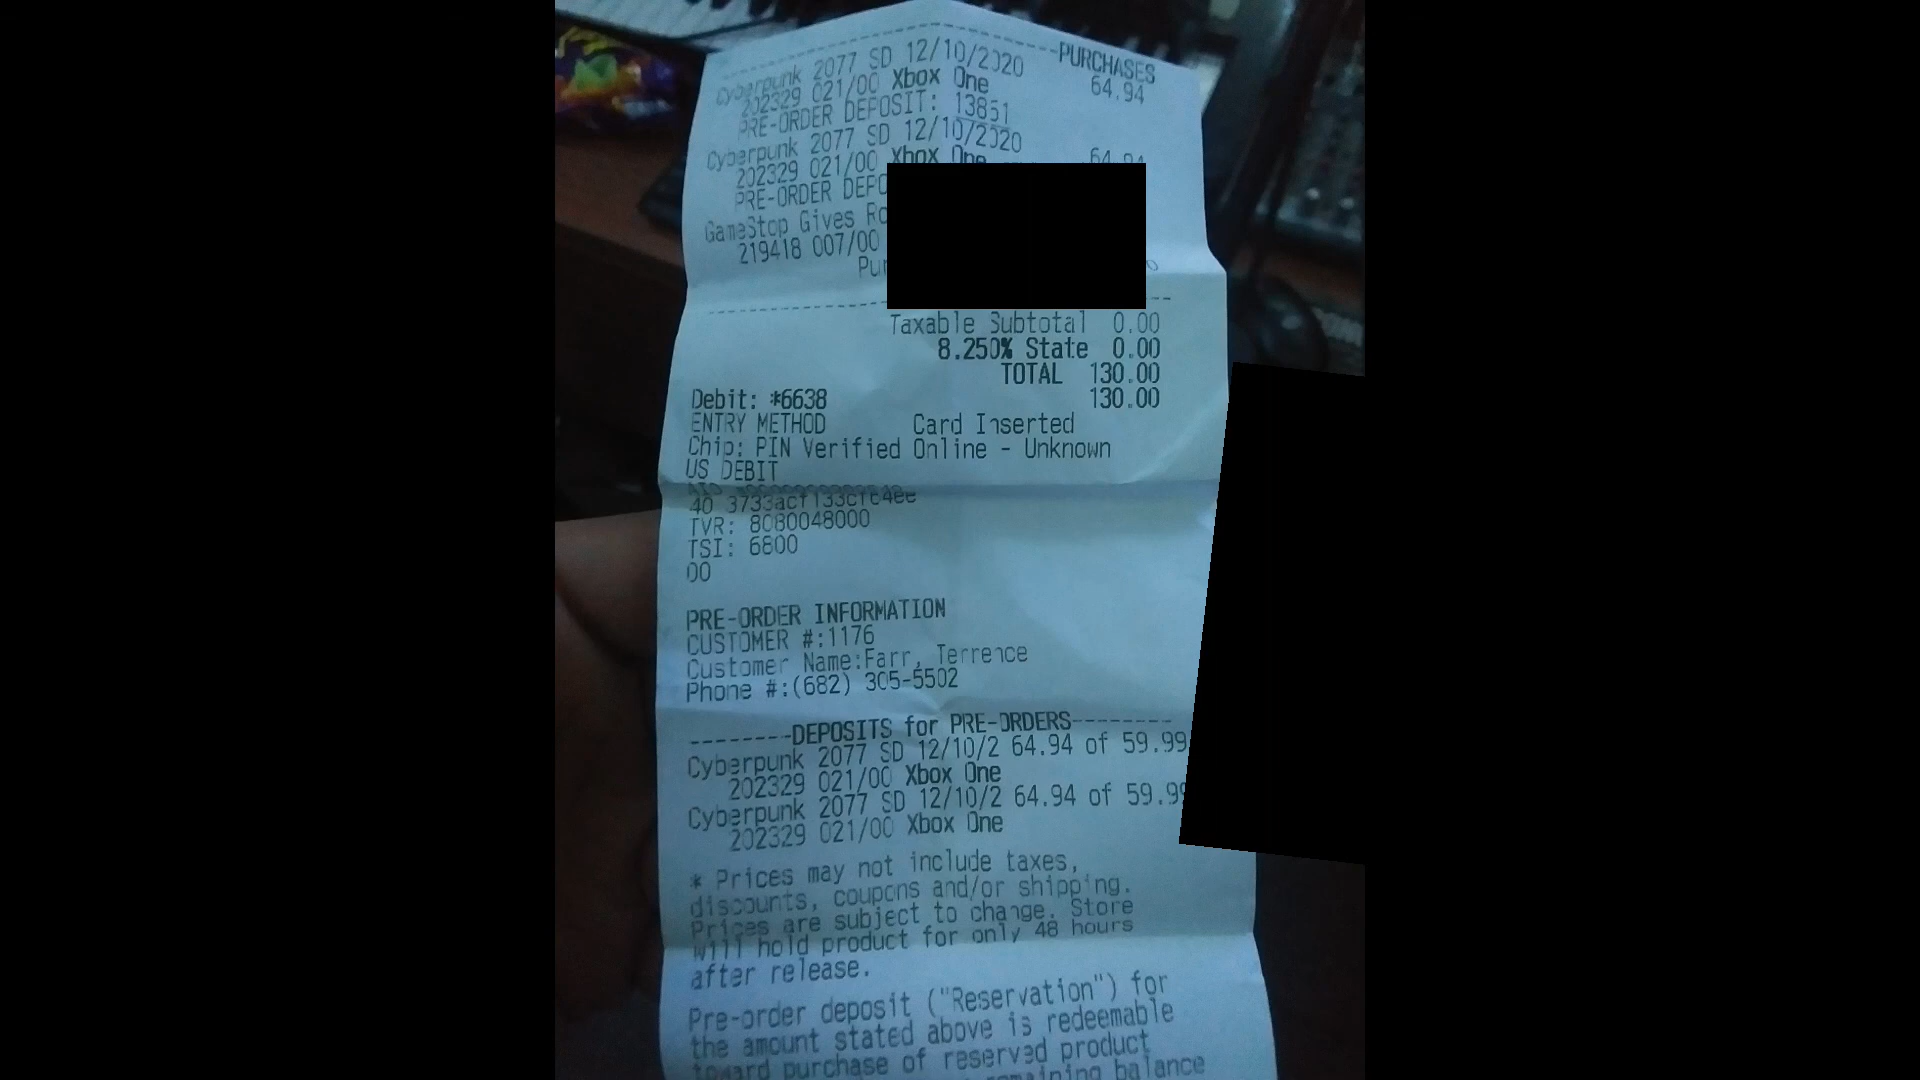 PURCHASES
Cyberpunk 2077 SD 12/10/2020 64.94
202329 021/00 Xbox One
PRE-ORDER DEPOSIT: 13851
Cyberpunk 2077 SD 12/10/2020 64.94
202329 021/00 Xbox One
PRE-ORDER
GameStop Gives
219418 007/00
Taxable Subtotal 0.00
8.250% State 0.00
TOTAL 130.00
Debit: *6638 130.00
ENTRY METHOD Card Inserted
Chip: PIN Verified Online - Unknown
US DEBIT
40
TVR: 8080048000
TSI: 6800
00
PRE-ORDER INFORMATION
CUSTOMER #:1176
Customer Name:Farr, Terrence
Phone #:(682) 305-5502
--------DEPOSITS for PRE-ORDERS--------
Cyberpunk 2077 SD 12/10/2 64.94 of 59.99
202329 021/00 Xbox One
Cyberpunk 2077 SD 12/10/2 64.94 of 59.99
202329 021/00 Xbox One
* Prices may not include taxes,
discounts, coupons and/or shipping.
Prices are subject to change. Store
will hold product for only 48 hours
after release.
Pre-order deposit ("Reservation") for
the amount stated above is redeemable
toward purchase of reserved product
remaining balance